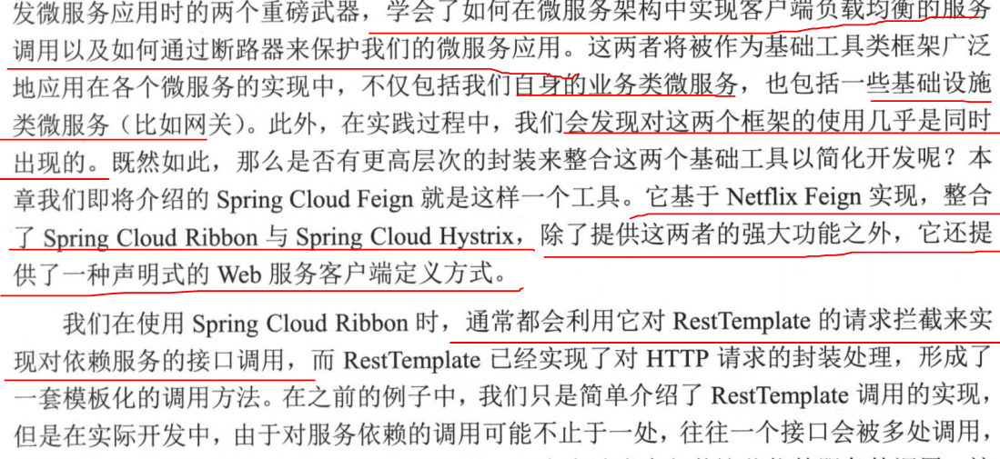 发微服务应用时的两个重磅武器，学会了如何在微服务架构中实现客户端负载均衡的服务
调用以及如何通过断路器来保护我们的微服务应用。这两者将被作为基础工具类框架广泛
地应用在各个微服务的实现中，不仅包括我们自身的业务类微服务，也包括一些基础设施
类微服务（比如网关）。此外，在实践过程中，我们会发现对这两个框架的使用几乎是同时
出现的。既然如此，那么是否有更高层次的封装来整合这两个基础工具以简化开发呢？本
章我们即将介绍的 Spring Cloud Feign 就是这样一个工具。它基于 Netflix Feign 实现，整合
了 Spring Cloud Ribbon 与 Spring Cloud Hystrix，除了提供这两者的强大功能之外，它还提
供了一种声明式的 Web 服务客户端定义方式。
我们在使用 Spring Cloud Ribbon 时，通常都会利用它对 RestTemplate 的请求拦截来实
现对依赖服务的接口调用，而 RestTemplate 已经实现了对 HTTP 请求的封装处理，形成了
一套模板化的调用方法。在之前的例子中，我们只是简单介绍了 RestTemplate 调用的实现，
但是在实际开发中，由于对服务依赖的调用可能不止于一处，往往一个接口会被多处调用，